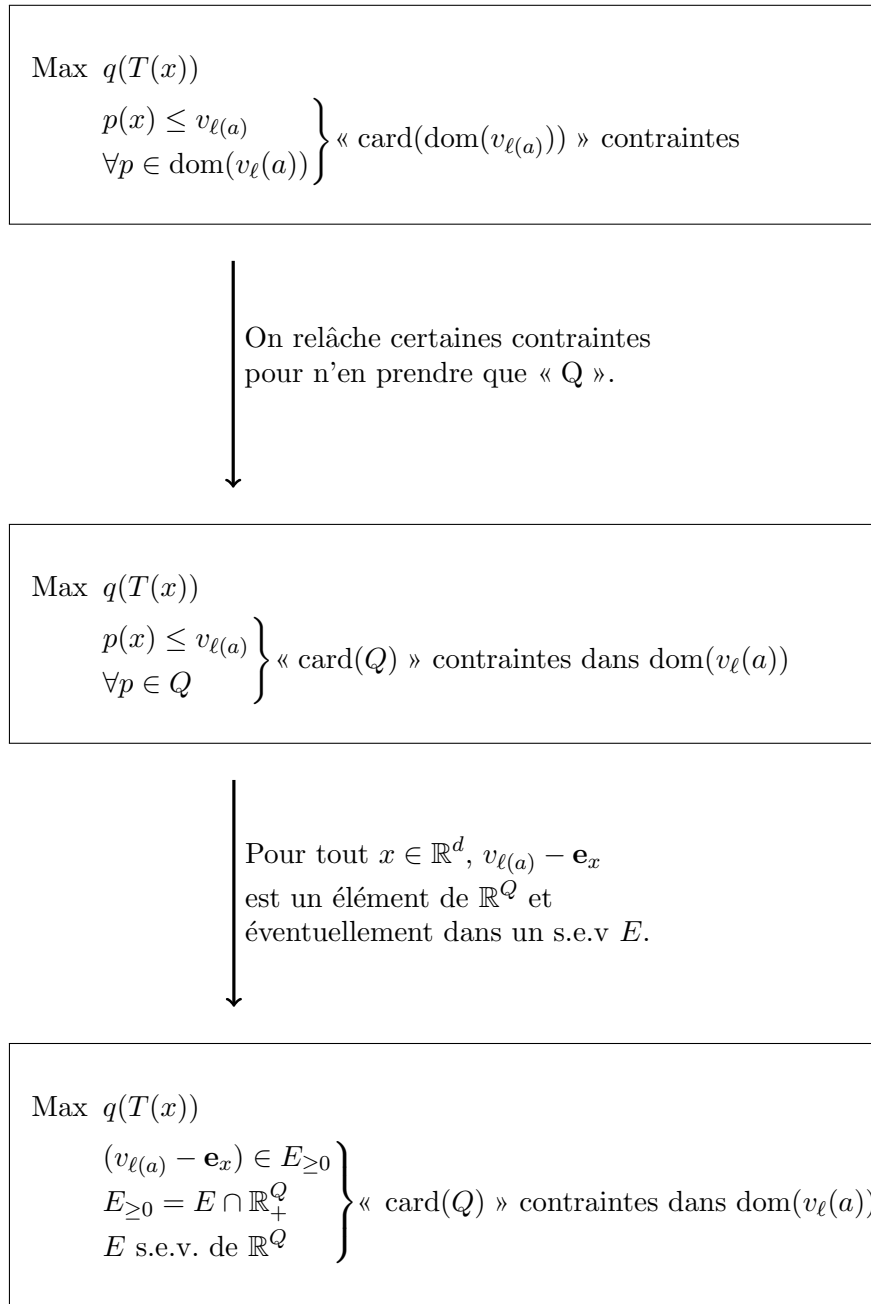 Max q(T(x))
p(x) ≤ v_{ℓ(a)}
∀p ∈ dom(v_ℓ(a))
« card(dom(v_{ℓ(a)})) » contraintes
On relâche certaines contraintes
pour n'en prendre que « Q ».
Max q(T(x))
p(x) ≤ v_{ℓ(a)}
∀p ∈ Q
« card(Q) » contraintes dans dom(v_ℓ(a))
Pour tout x ∈ ℝ^d, v_{ℓ(a)} − 𝐞_x
est un élément de ℝ^Q et
éventuellement dans un s.e.v E.
Max q(T(x))
(v_{ℓ(a)} − 𝐞_x) ∈ E_{≥0}
E_{≥0} = E ∩ ℝ_+^Q
E s.e.v. de ℝ^Q
« card(Q) » contraintes dans dom(v_ℓ(a))